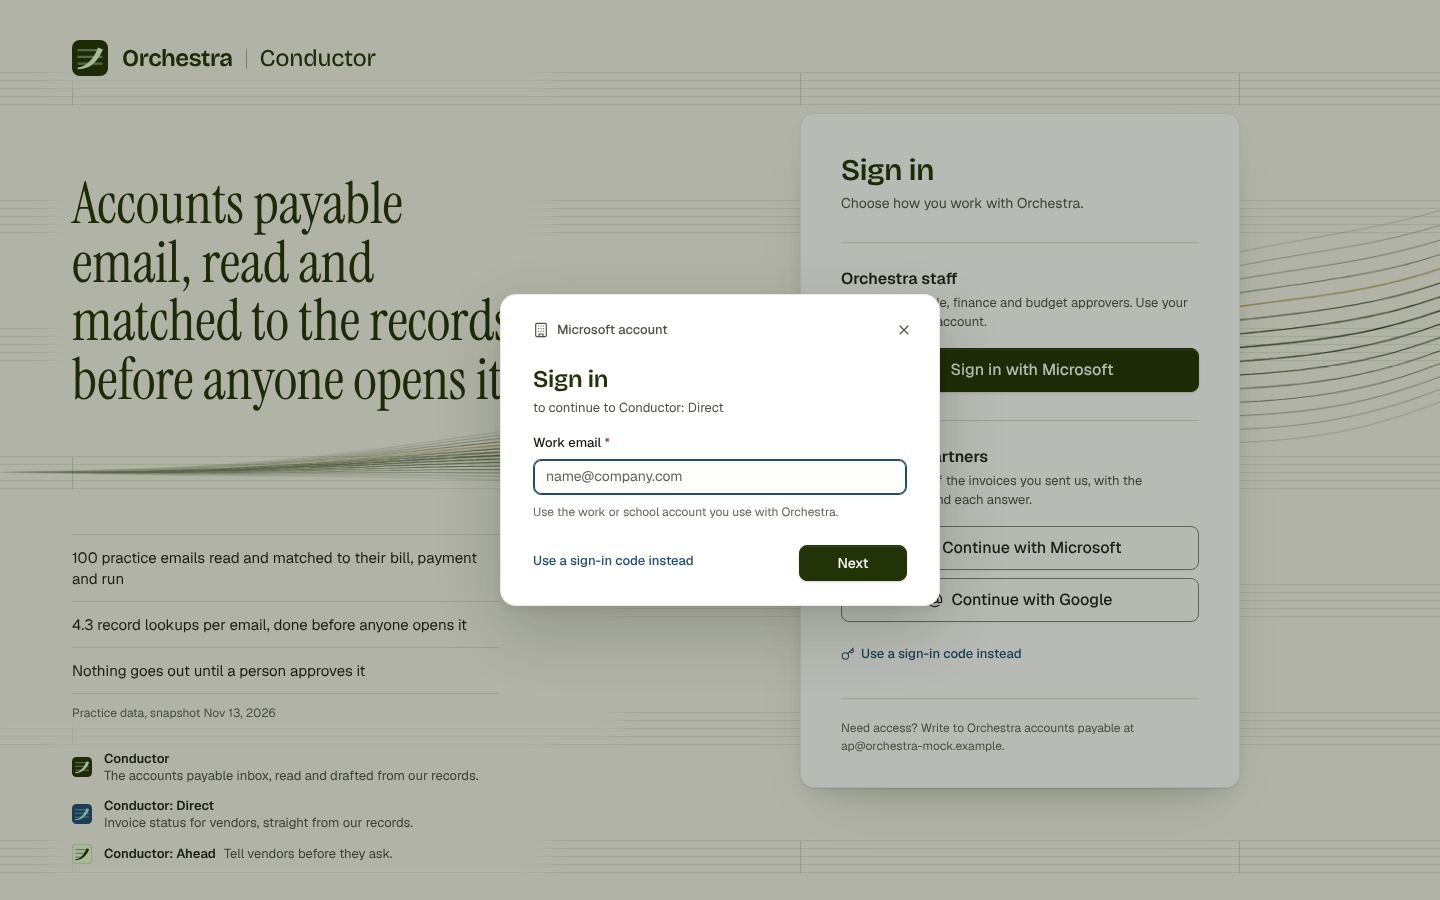 Orchestra | Conductor
Accounts payable
email, read and
matched to the records
before anyone opens it
100 practice emails read and matched to their bill, payment
and run
4.3 record lookups per email, done before anyone opens it
Nothing goes out until a person approves it
Practice data, snapshot Nov 13, 2026
Conductor
The accounts payable inbox, read and drafted from our records.
Conductor: Direct
Invoice status for vendors, straight from our records.
Conductor: Ahead Tell vendors before they ask.
Microsoft account
Sign in
to continue to Conductor: Direct
Work email *
name@company.com
Use the work or school account you use with Orchestra.
Use a sign-in code instead
Next
Sign in
Choose how you work with Orchestra.
Orchestra staff
finance and budget approvers. Use your
account.
Sign in with Microsoft
the invoices you sent us, with the
each answer.
Continue with Microsoft
Continue with Google
Use a sign-in code instead
Need access? Write to Orchestra accounts payable at
ap@orchestra-mock.example.